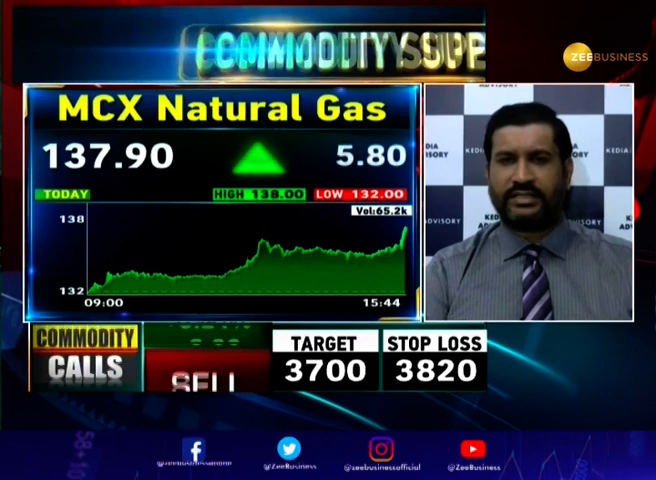 COMMODITY SUPE
ZEEBUSINESS
MCX Natural Gas
137.90 5.80
TODAY HIGH 138.00 LOW 132.00
Vol:65.2k
138
132
09:00 15:44
ADVISORY
KEDIA
ADVISORY
COMMODITY
CALLS
SELL
TARGET
3700
STOP LOSS
3820
@ZeeBusiness
@zeebusinessofficial
@ZeeBusiness